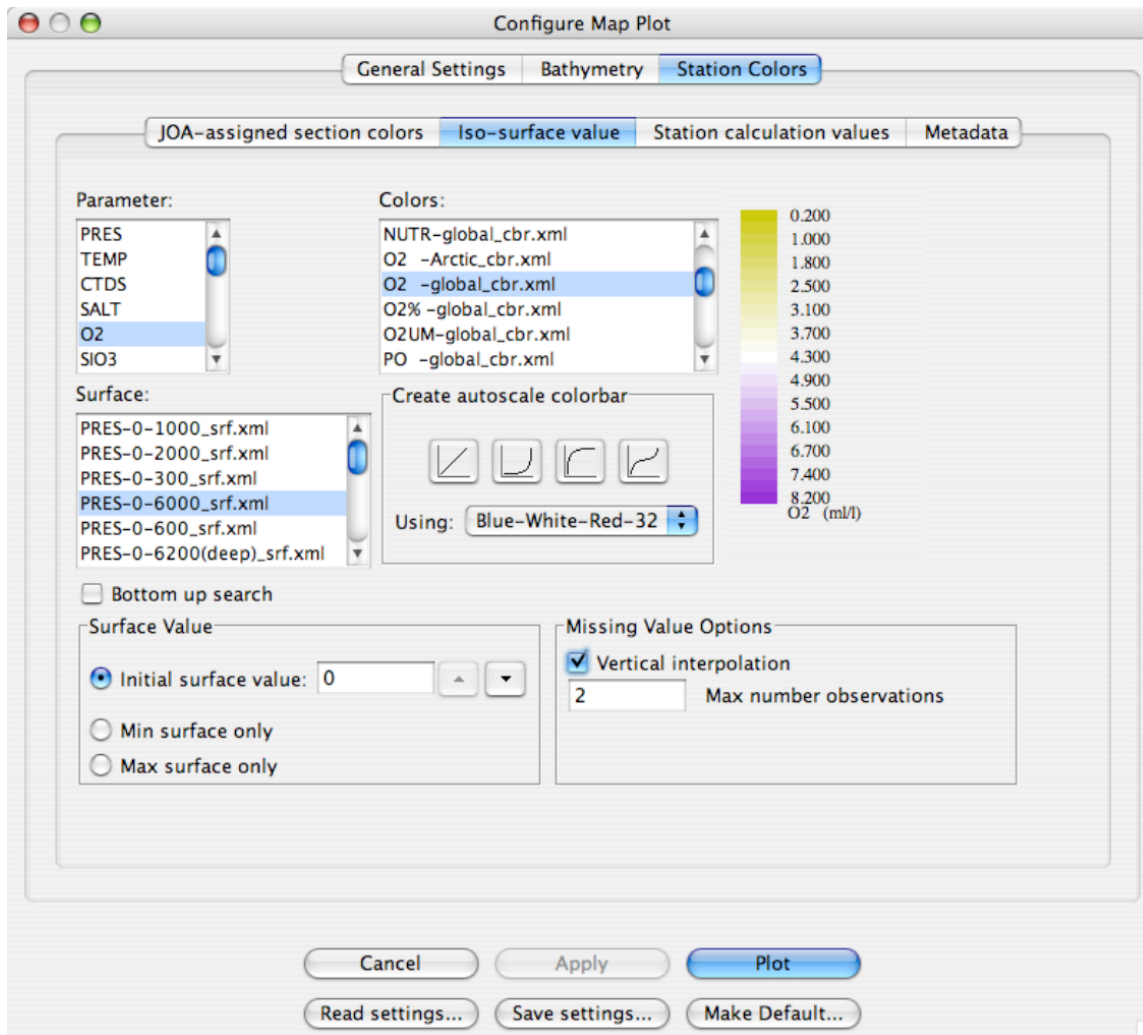 Configure Map Plot
General Settings Bathymetry Station Colors
JOA-assigned section colors Iso-surface value Station calculation values Metadata
Parameter:
PRES
TEMP
CTDS
SALT
O2
SIO3
Colors:
NUTR-global_cbr.xml
O2 -Arctic_cbr.xml
O2 -global_cbr.xml
O2% -global_cbr.xml
O2UM-global_cbr.xml
PO -global_cbr.xml
0.200
1.000
1.800
2.500
3.100
3.700
4.300
4.900
5.500
6.100
6.700
7.400
8.200
O2 (ml/l)
Surface:
PRES-0-1000_srf.xml
PRES-0-2000_srf.xml
PRES-0-300_srf.xml
PRES-0-6000_srf.xml
PRES-0-600_srf.xml
PRES-0-6200(deep)_srf.xml
Create autoscale colorbar
Using: Blue-White-Red-32
Bottom up search
Surface Value
Initial surface value: 0
Min surface only
Max surface only
Missing Value Options
Vertical interpolation
2 Max number observations
Cancel Apply Plot
Read settings... Save settings... Make Default...